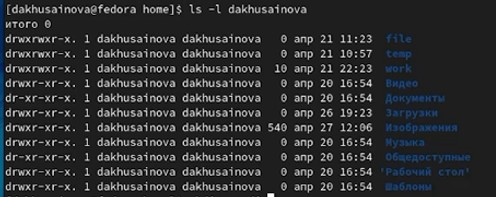 [dakhusainova@fedora home]$ ls -l dakhusainova
итого 0
drwxrwxr-x. 1 dakhusainova dakhusainova 0 апр 21 11:23 file
drwxrwxr-x. 1 dakhusainova dakhusainova 0 апр 21 10:57 temp
drwxrwxr-x. 1 dakhusainova dakhusainova 10 апр 21 22:23 work
drwxr-xr-x. 1 dakhusainova dakhusainova 0 апр 20 16:54 Видео
dr-xr-xr-x. 1 dakhusainova dakhusainova 0 апр 20 16:54 Документы
drwxr-xr-x. 1 dakhusainova dakhusainova 0 апр 26 19:23 Загрузки
drwxr-xr-x. 1 dakhusainova dakhusainova 540 апр 27 12:06 Изображения
drwxr-xr-x. 1 dakhusainova dakhusainova 0 апр 20 16:54 Музыка
dr-xr-xr-x. 1 dakhusainova dakhusainova 0 апр 20 16:54 Общедоступные
drwxr-xr-x. 1 dakhusainova dakhusainova 0 апр 20 16:54 'Рабочий стол'
drwxr-xr-x. 1 dakhusainova dakhusainova 0 апр 20 16:54 Шаблоны